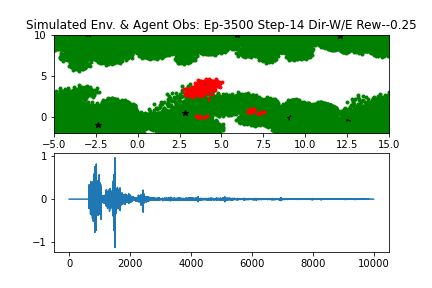 Simulated Env. & Agent Obs: Ep-3500 Step-14 Dir-W/E Rew--0.25
10
5
0
−5.0 −2.5 0.0 2.5 5.0 7.5 10.0 12.5 15.0
1
0
−1
0 2000 4000 6000 8000 10000